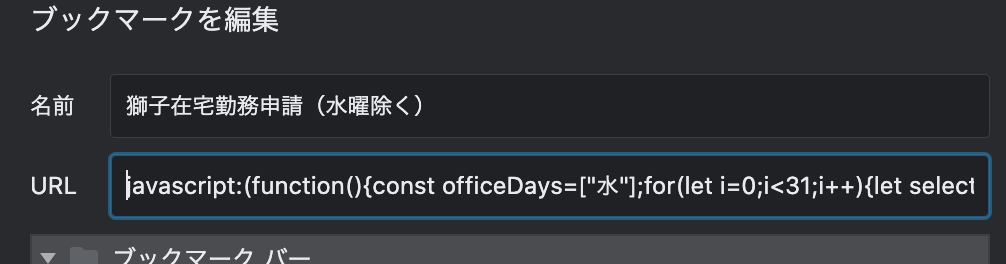 ブックマークを編集
名前 獅子在宅勤務申請（水曜除く）
URL javascript:(function(){const officeDays=["水"];for(let i=0;i<31;i++){let select
ブックマーク バー